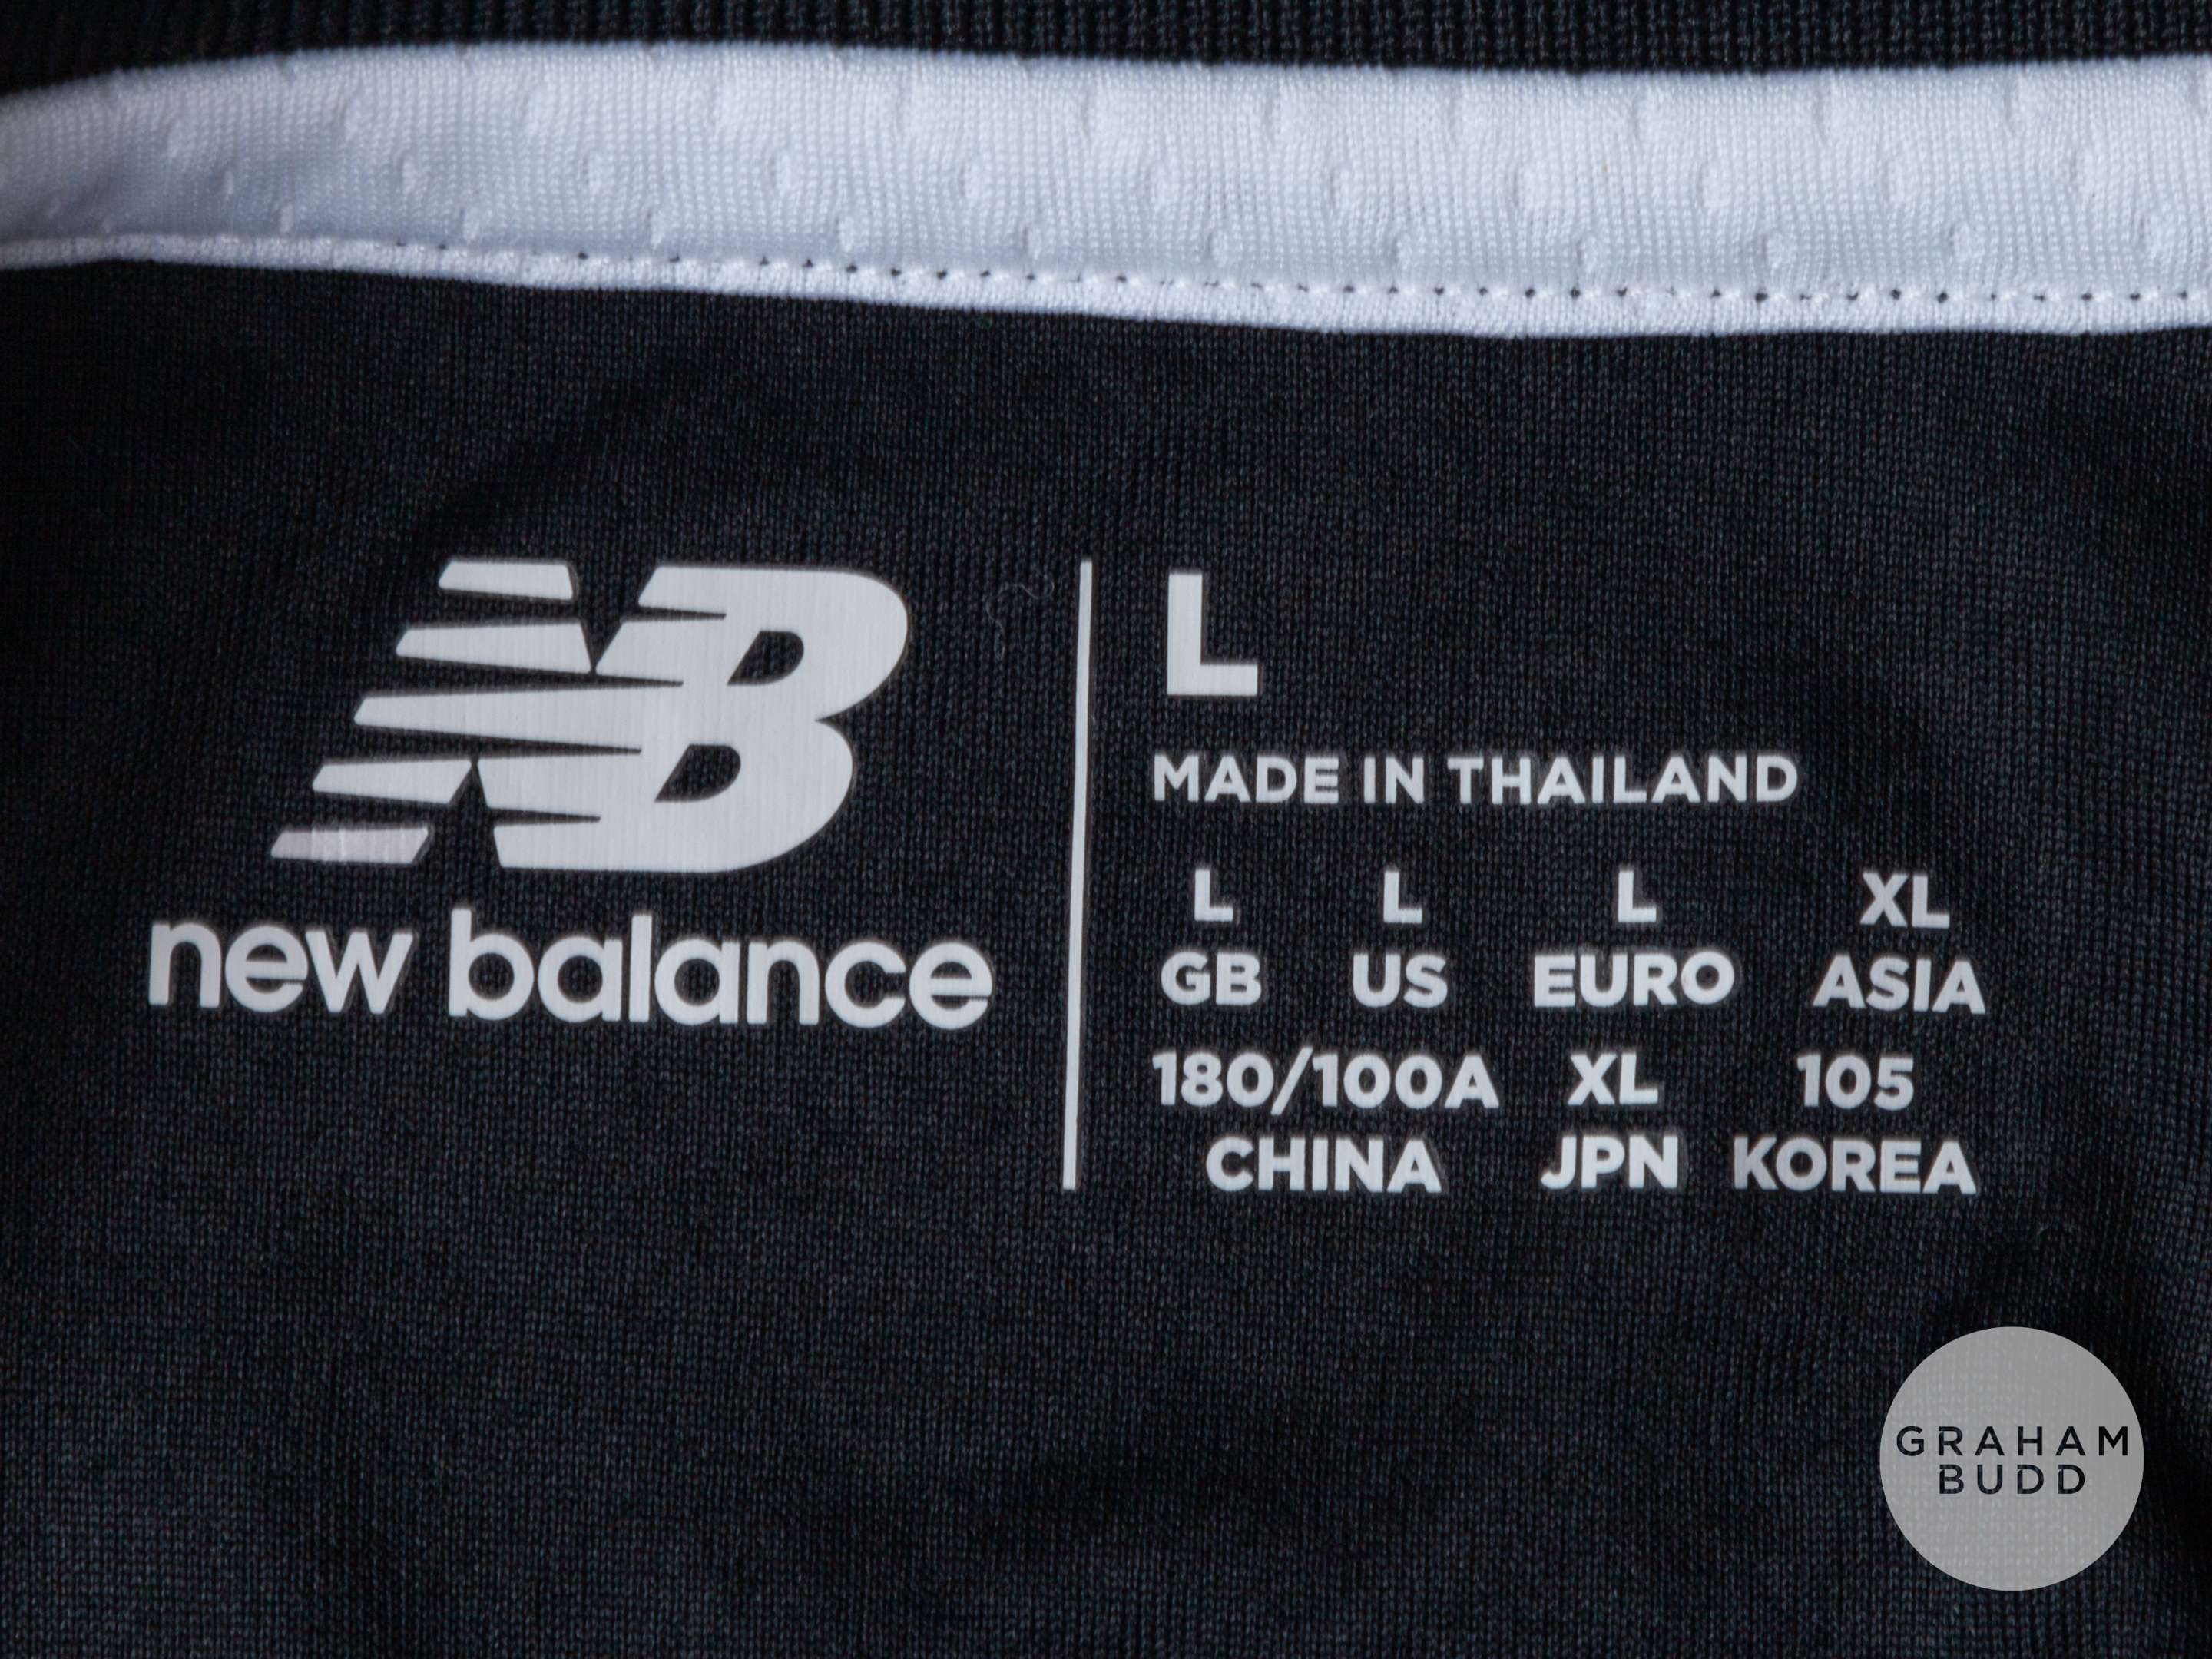 NB
new balance
L
MADE IN THAILAND
L L L XL
GB US EURO ASIA
180/100A XL 105
CHINA JPN KOREA
GRAHAM
BUDD